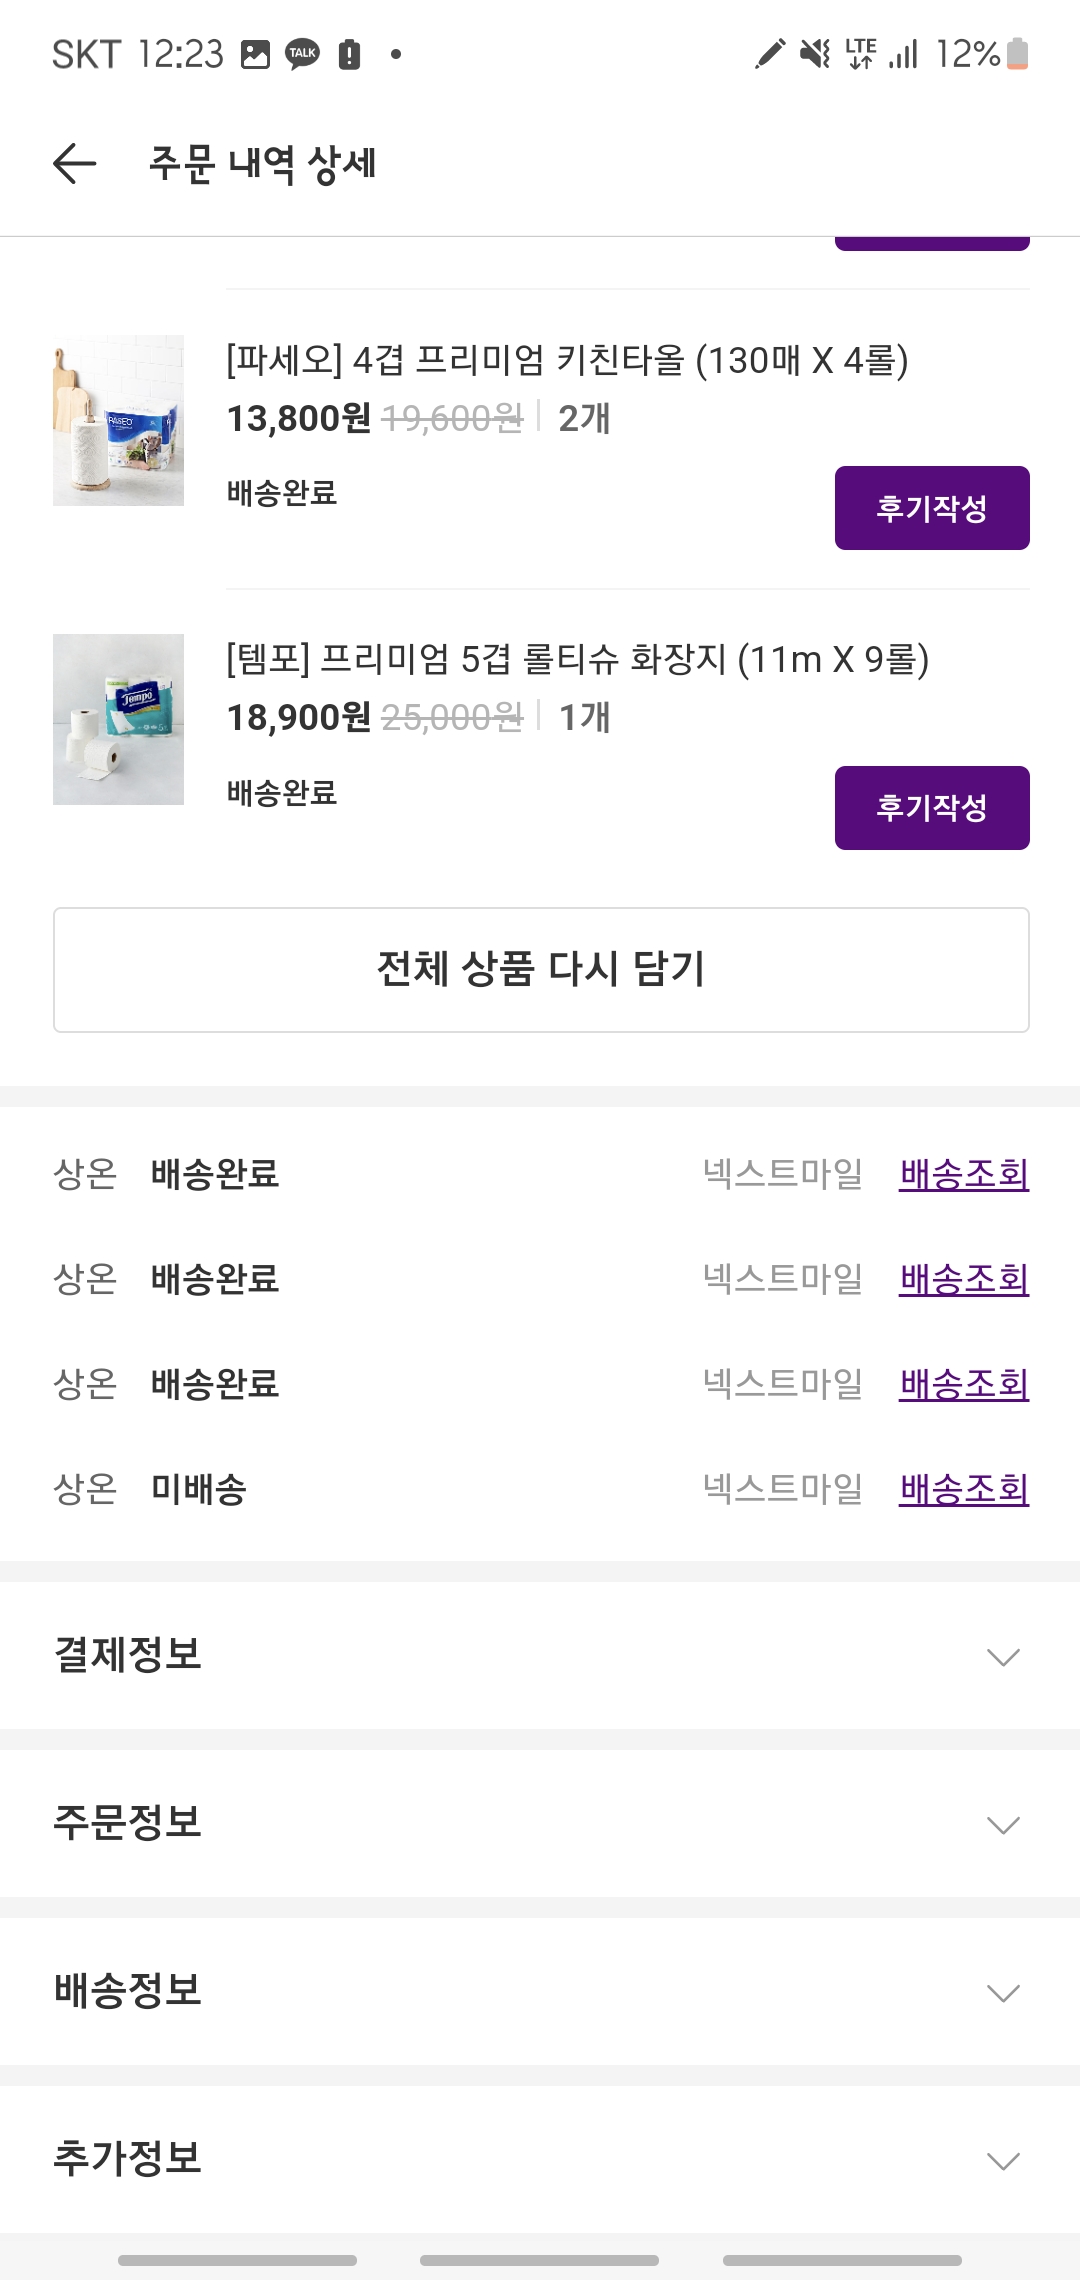 SKT 12:23 TALK LTE 12%
주문 내역 상세
[파세오] 4겹 프리미엄 키친타올 (130매 X 4롤)
13,800원 19,600원 2개
PASEO
배송완료
후기작성
[템포] 프리미엄 5겹 롤티슈 화장지 (11m X 9롤)
18,900원 25,000원 1개
Tempo
배송완료
후기작성
전체 상품 다시 담기
상온 배송완료 넥스트마일 배송조회
상온 배송완료 넥스트마일 배송조회
상온 배송완료 넥스트마일 배송조회
상온 미배송 넥스트마일 배송조회
결제정보
주문정보
배송정보
추가정보